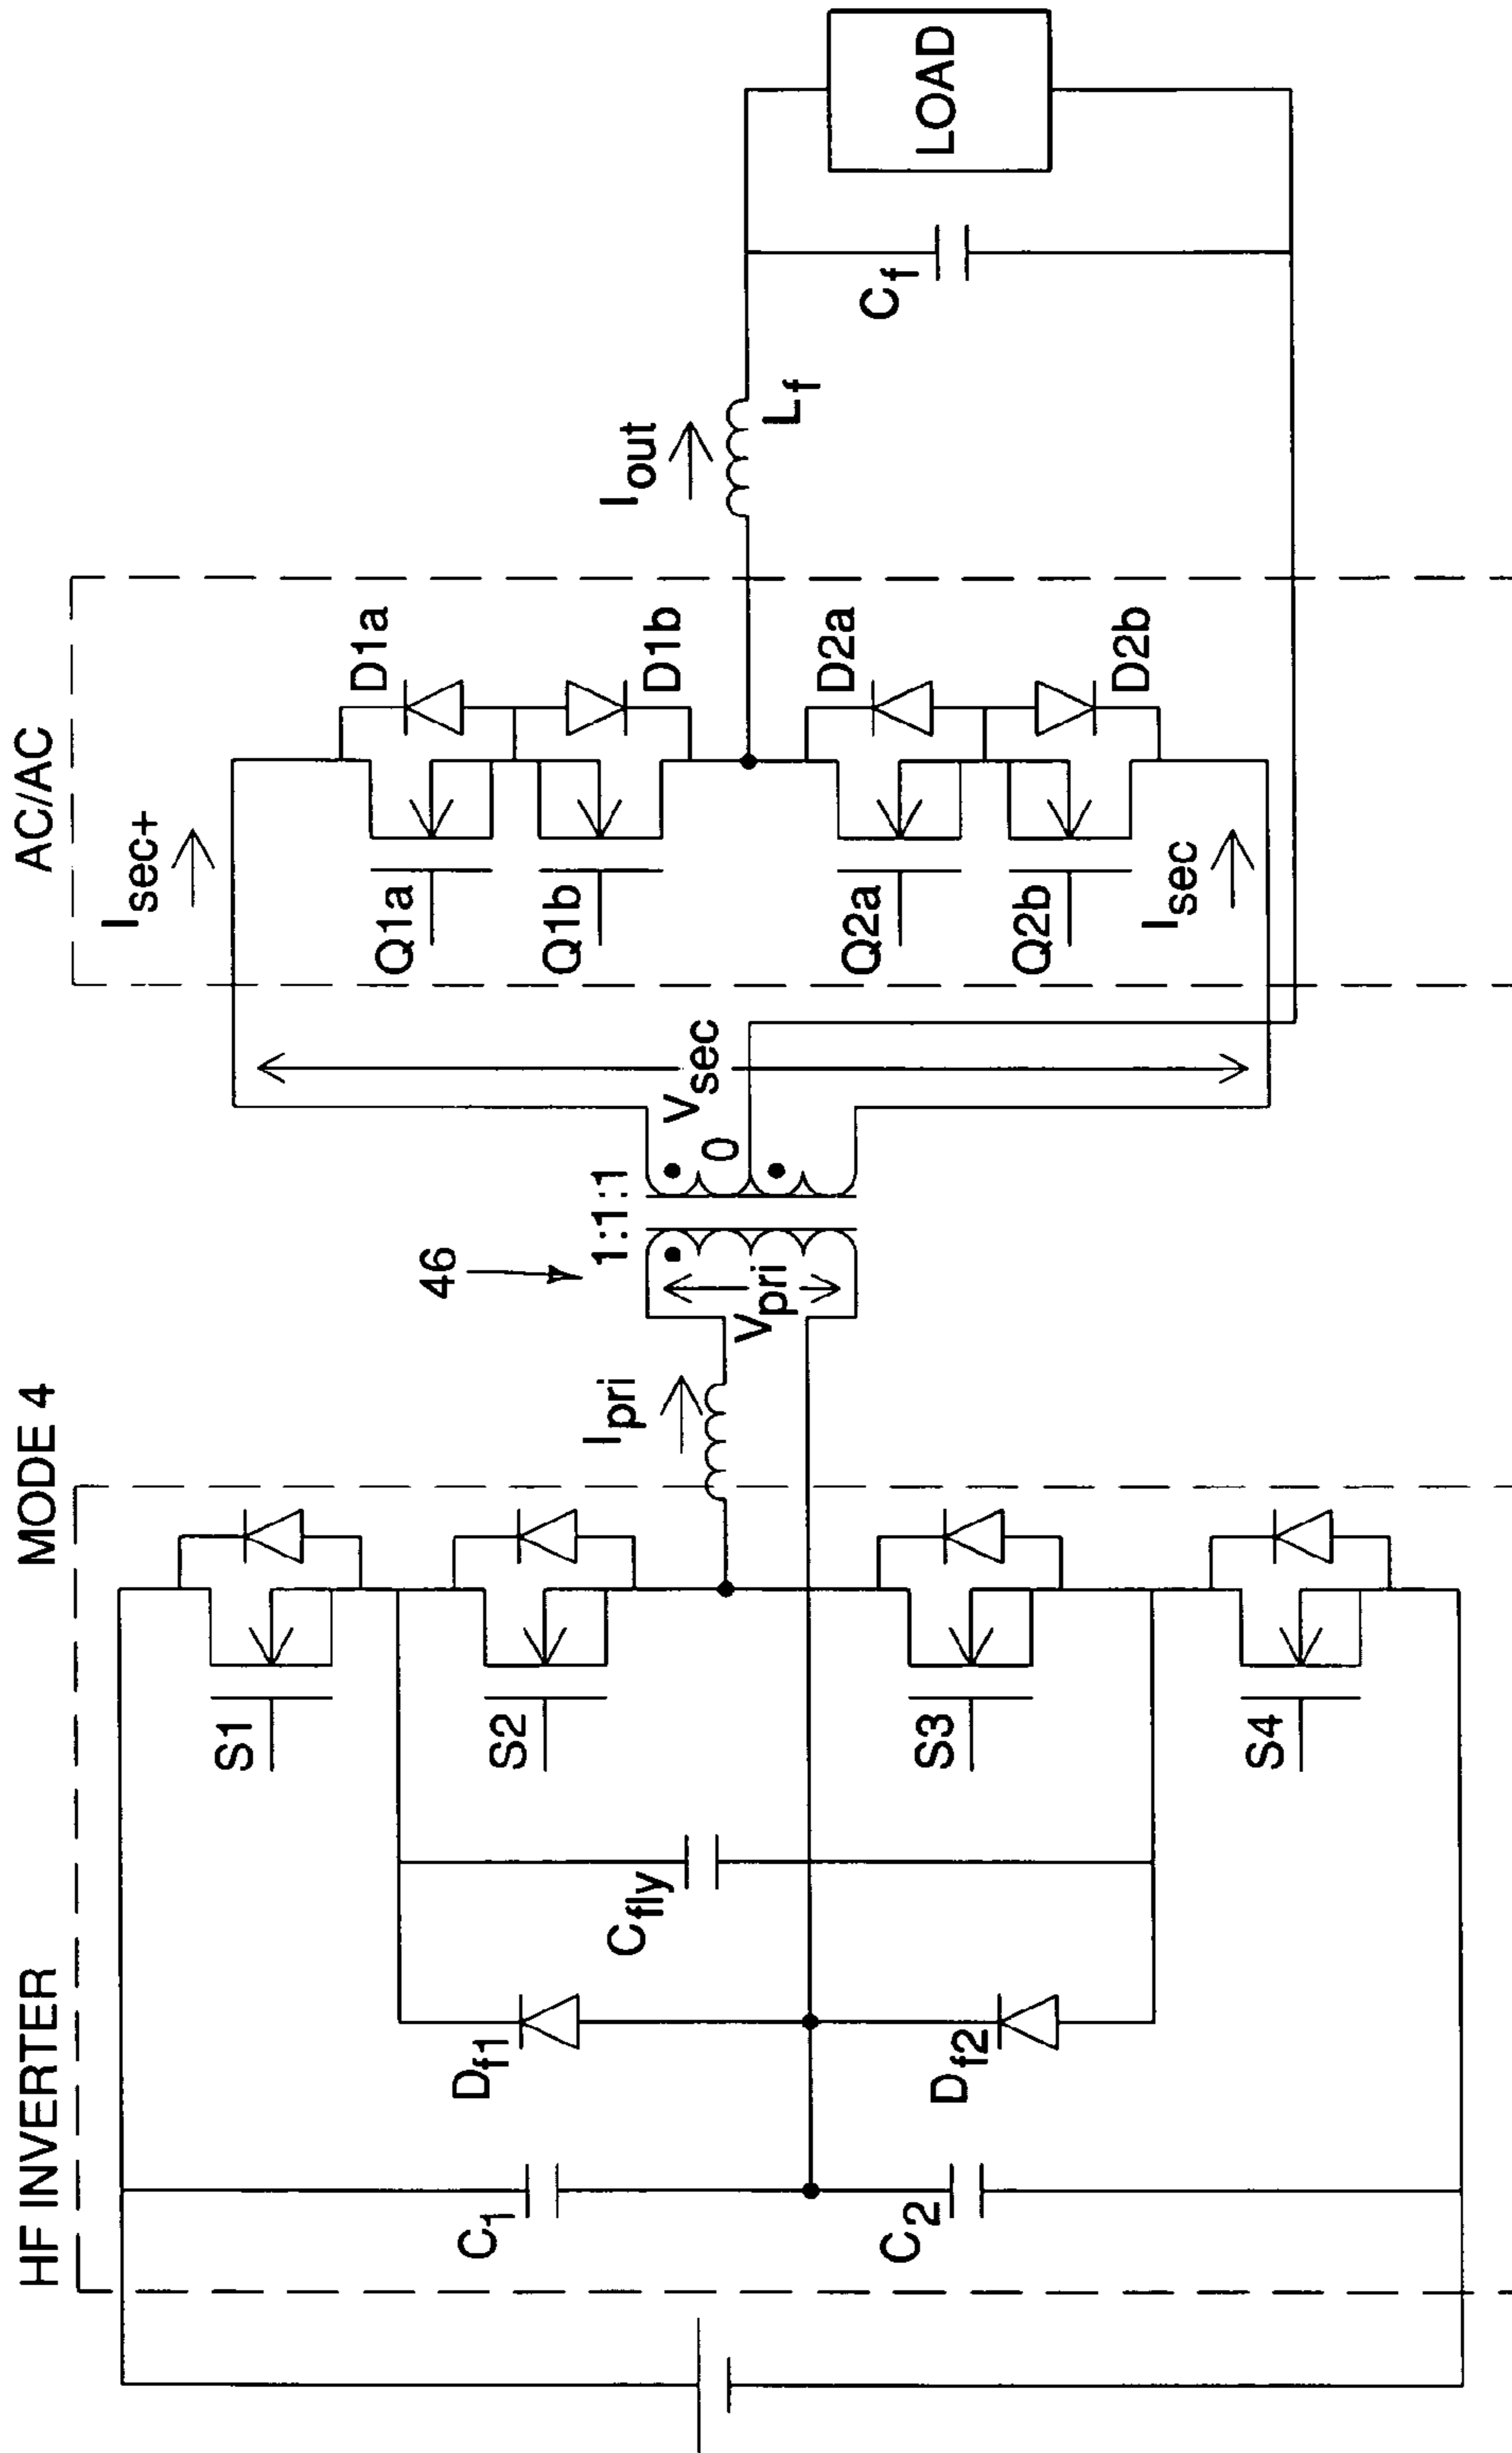 HF INVERTER
MODE 4
AC/AC
S1
S2
S3
S4
C1
C2
Df1
Df2
Cfly
Ipri
46
1:1:1
Vpri
0
Vsec
Isec+
Isec
Q1a
Q1b
Q2a
Q2b
D1a
D1b
D2a
D2b
Iout
Lf
Cf
LOAD